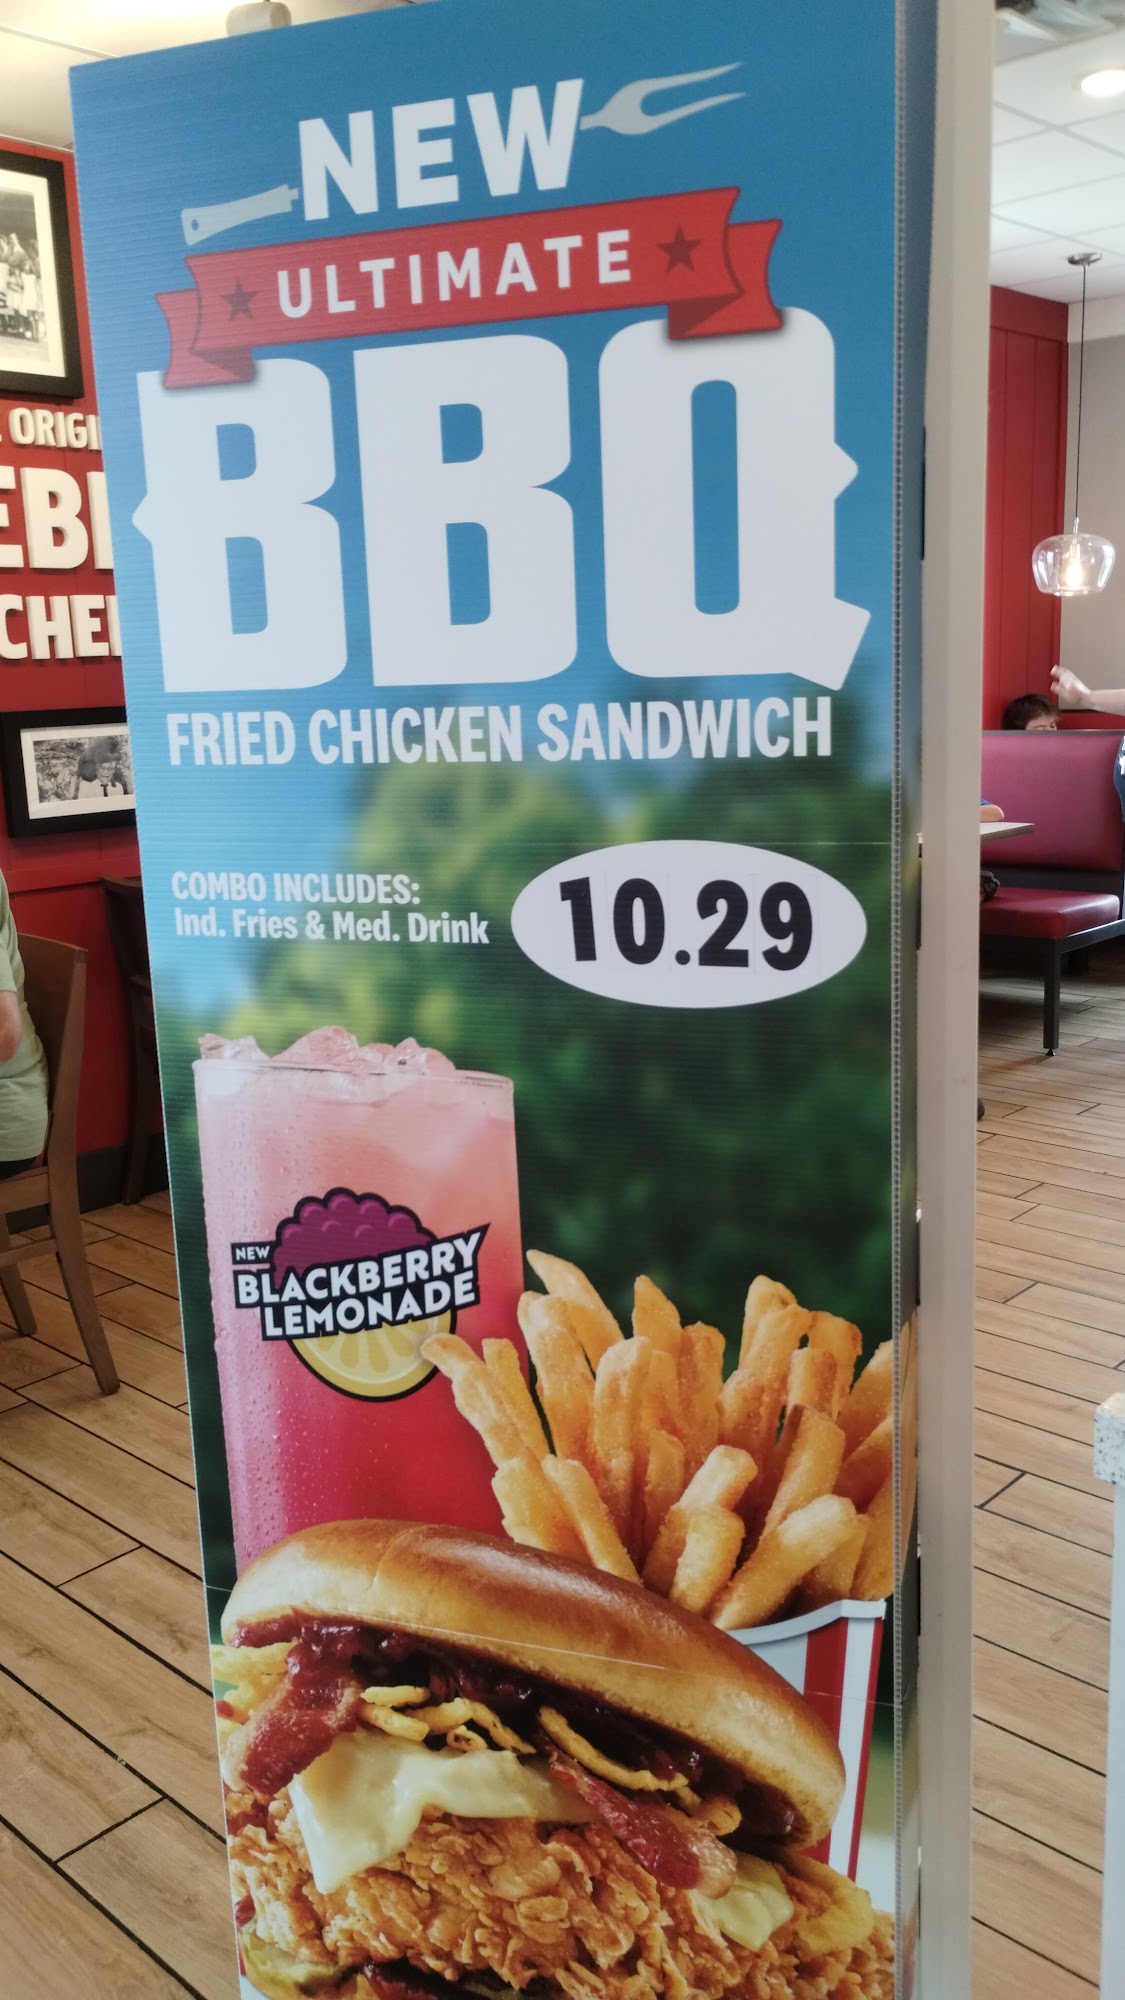 NEW
ULTIMATE
BBQ
FRIED CHICKEN SANDWICH
COMBO INCLUDES:
Ind. Fries & Med. Drink
10.29
NEW
BLACKBERRY
LEMONADE